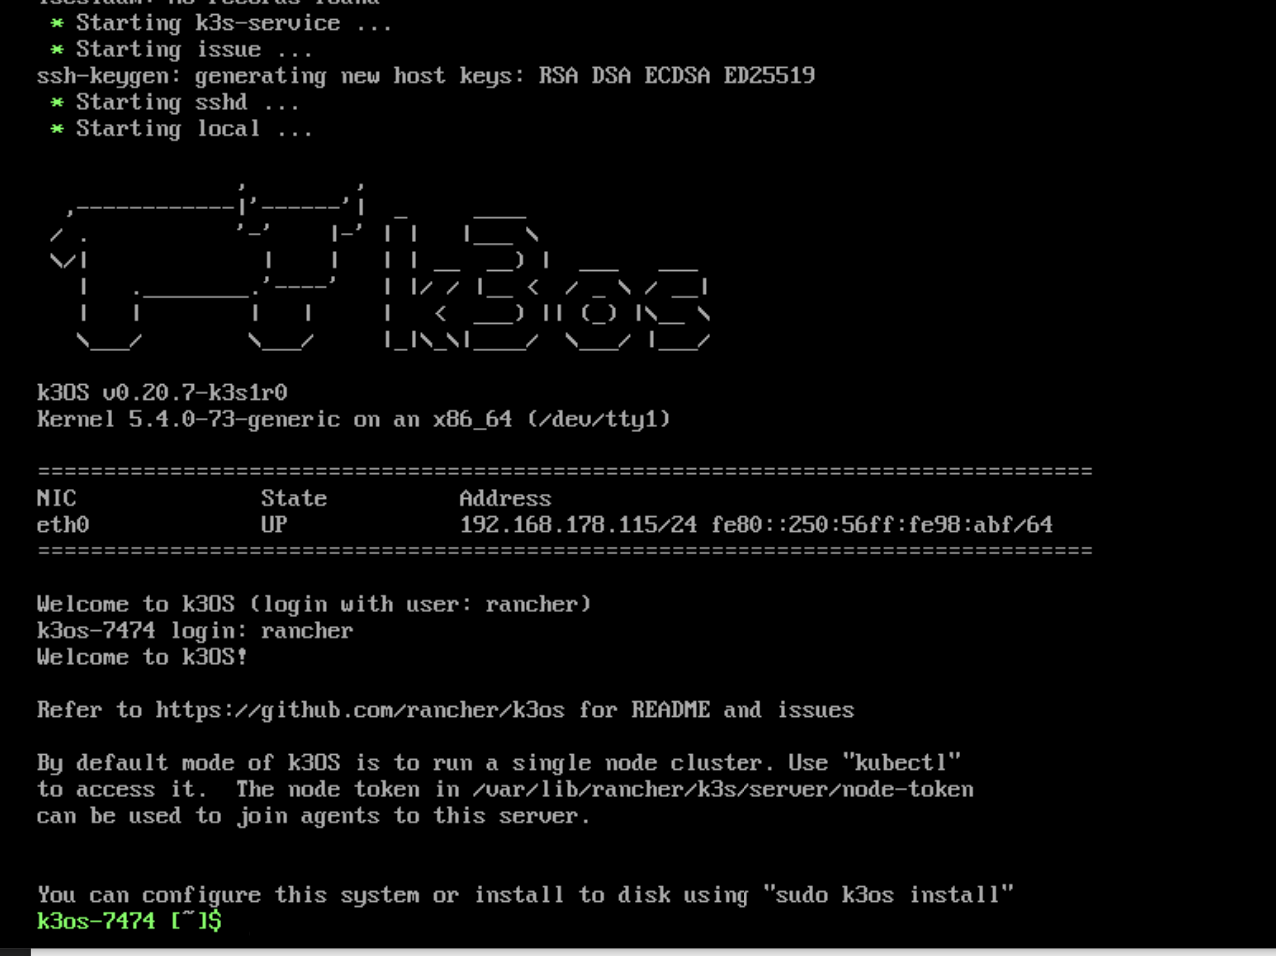 * Starting k3s-service ...
* Starting issue ...
ssh-keygen: generating new host keys: RSA DSA ECDSA ED25519
* Starting sshd ...
* Starting local ...
k3os
k3OS v0.20.7-k3s1r0
Kernel 5.4.0-73-generic on an x86_64 (/dev/tty1)
================================================================================
NIC State Address
eth0 UP 192.168.178.115/24 fe80::250:56ff:fe98:abf/64
================================================================================
Welcome to k3OS (login with user: rancher)
k3os-7474 login: rancher
Welcome to k3OS!
Refer to https://github.com/rancher/k3os for README and issues
By default mode of k3OS is to run a single node cluster. Use "kubectl"
to access it. The node token in /var/lib/rancher/k3s/server/node-token
can be used to join agents to this server.
You can configure this system or install to disk using "sudo k3os install"
k3os-7474 [~]$